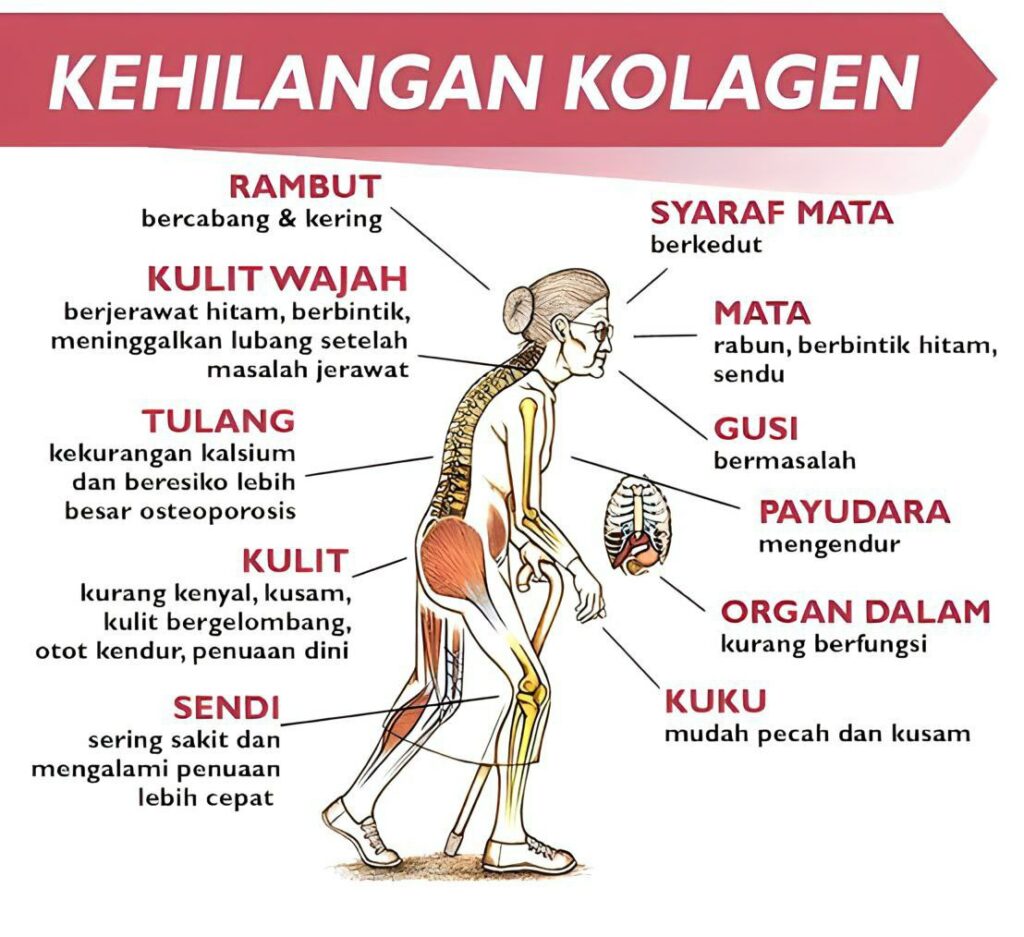 KEHILANGAN KOLAGEN
RAMBUT
bercabang & kering
KULIT WAJAH
berjerawat hitam, berbintik,
meninggalkan lubang setelah
masalah jerawat
TULANG
kekurangan kalsium
dan beresiko lebih
besar osteoporosis
KULIT
kurang kenyal, kusam,
kulit bergelombang,
otot kendur, penuaan dini
SENDI
sering sakit dan
mengalami penuaan
lebih cepat
SYARAF MATA
berkedut
MATA
rabun, berbintik hitam,
sendu
GUSI
bermasalah
PAYUDARA
mengendur
ORGAN DALAM
kurang berfungsi
KUKU
mudah pecah dan kusam